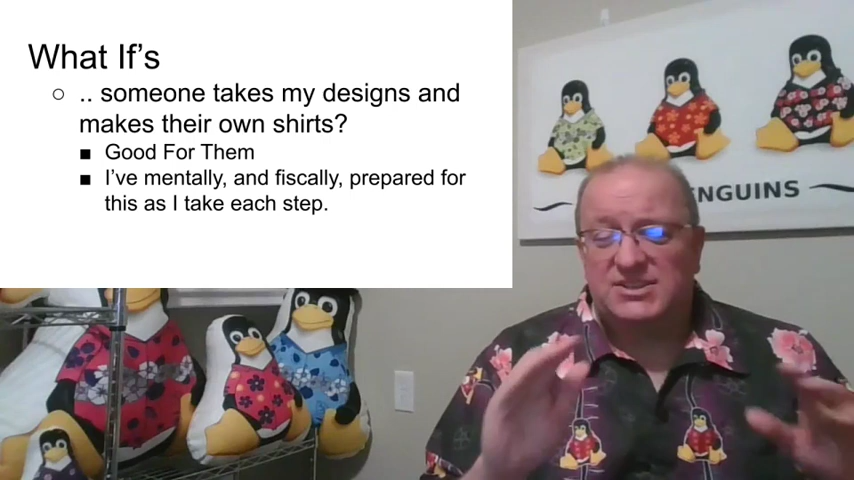 What If’s
○ .. someone takes my designs and
makes their own shirts?
■ Good For Them
■ I’ve mentally, and fiscally, prepared for
this as I take each step.